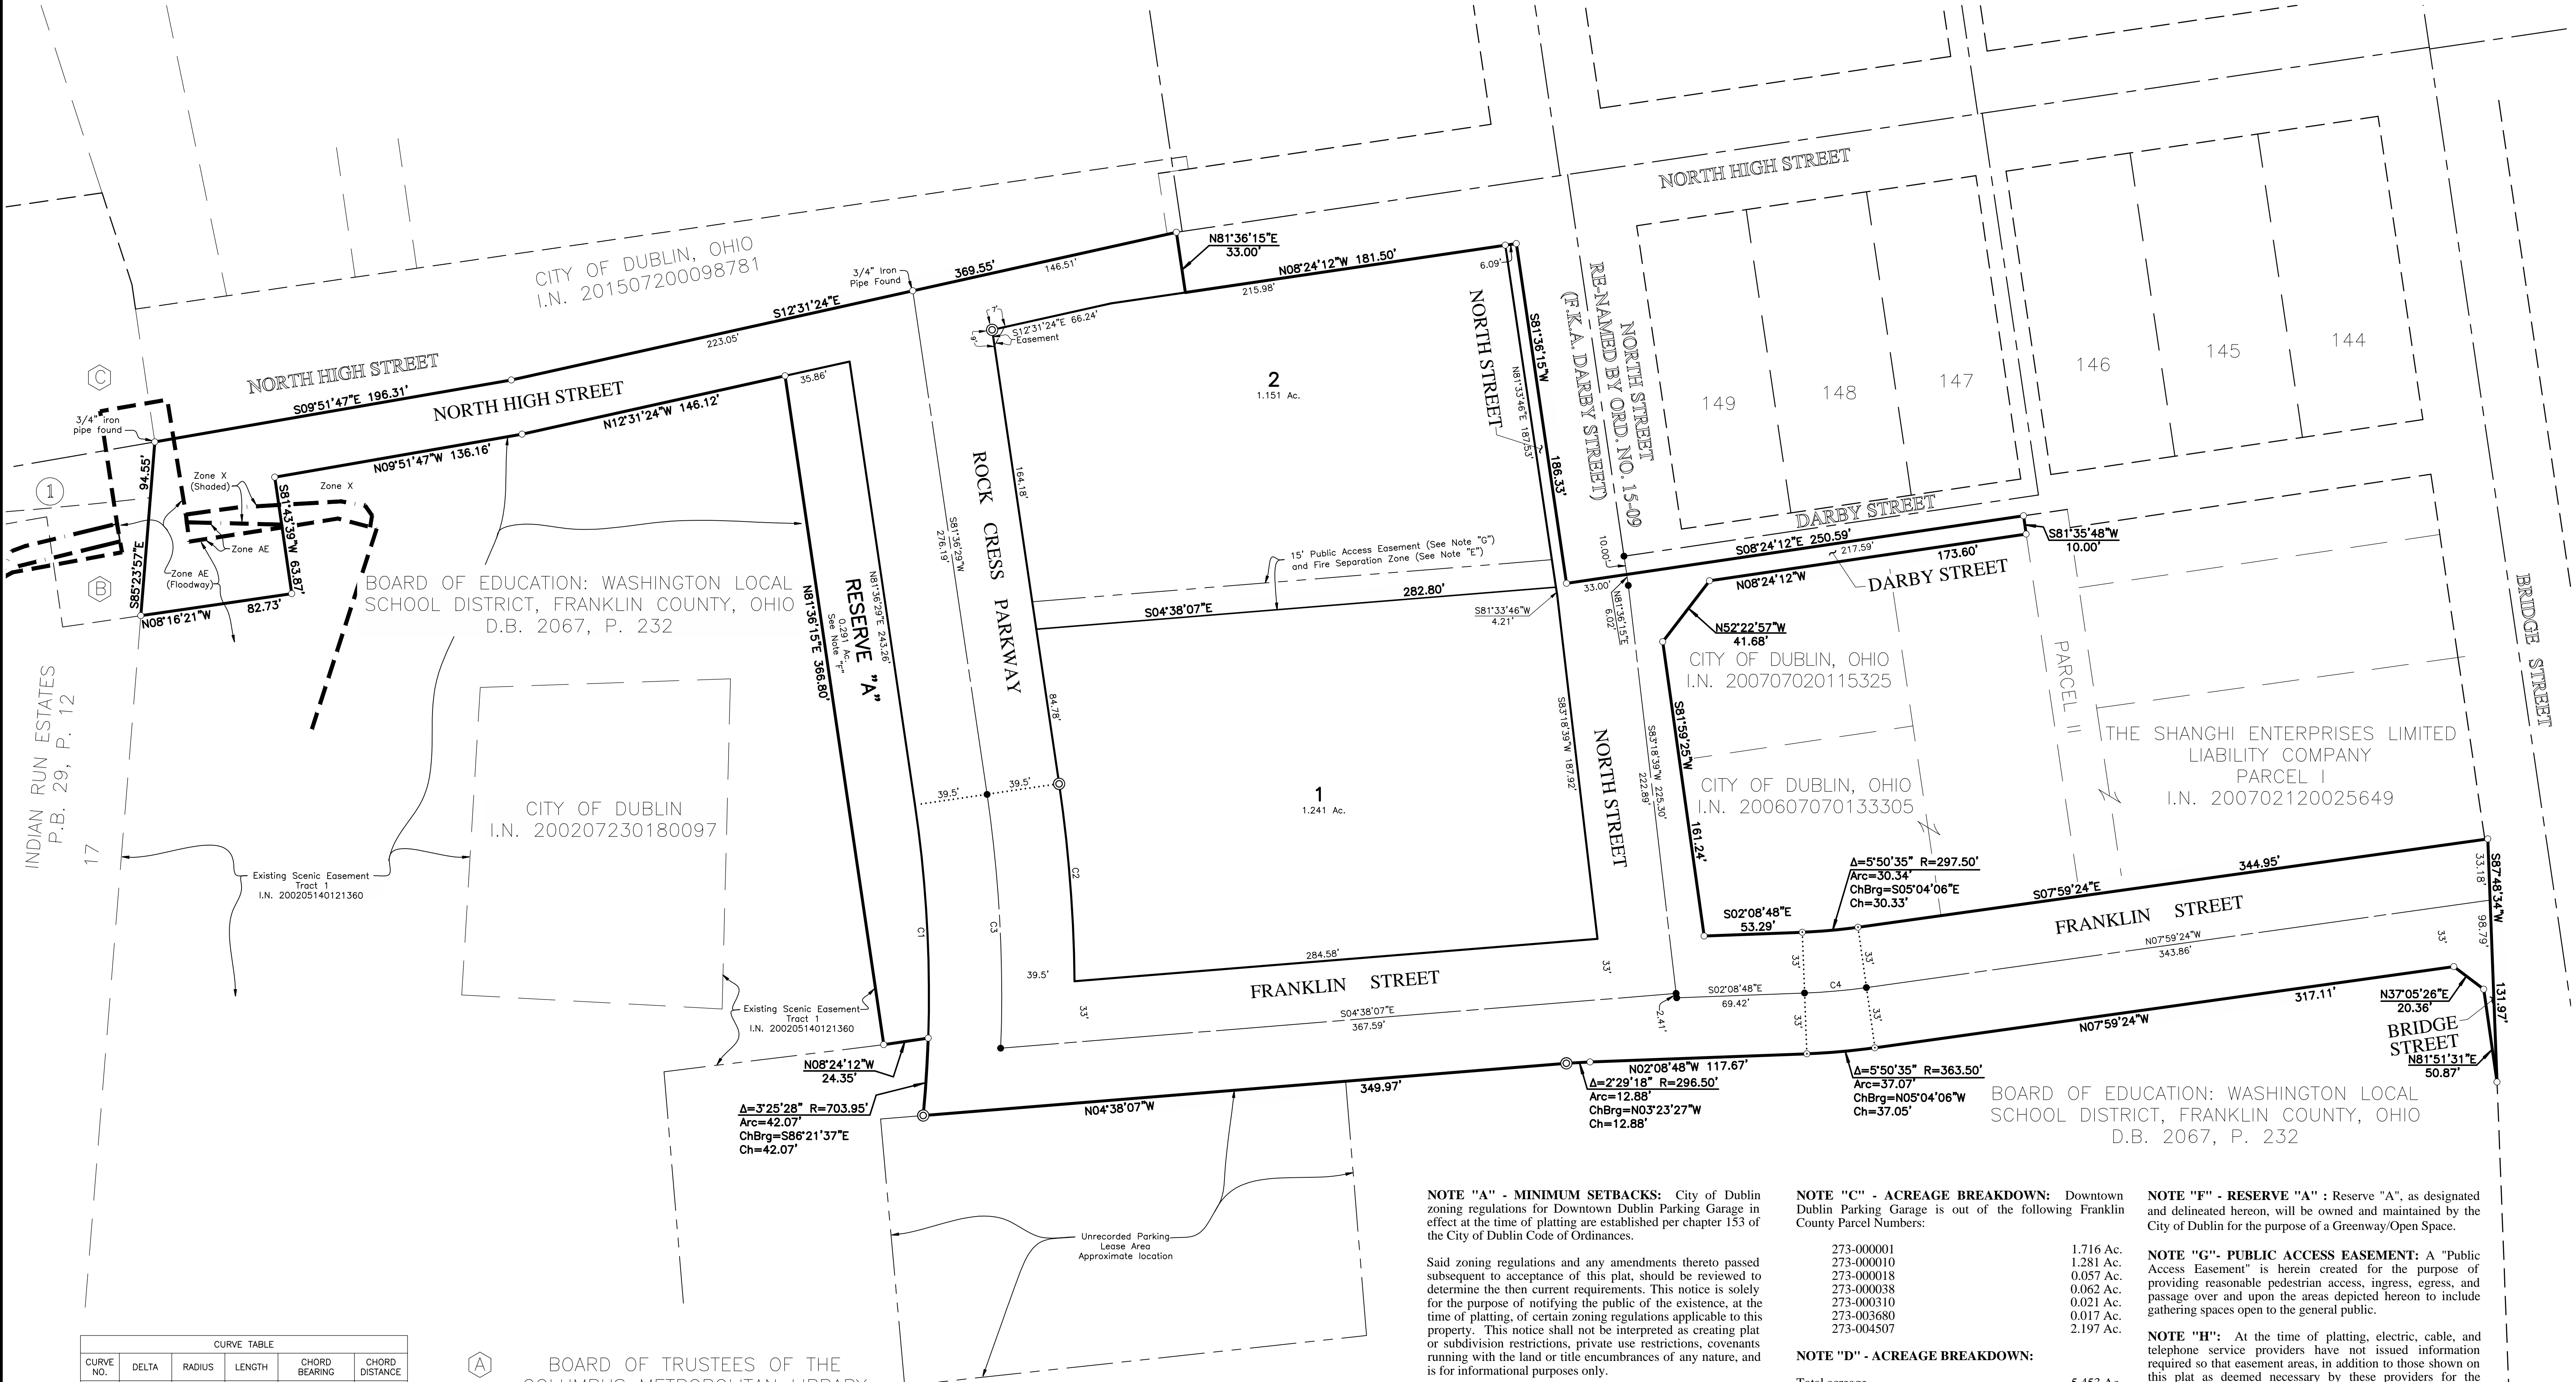 CITY OF DUBLIN, OHIO
I.N. 201507200098781
NORTH HIGH STREET
NORTH HIGH STREET
NORTH HIGH STREET
3/4" Iron
Pipe Found
369.55'
146.51'
S12°31'24"E
223.05'
N81°36'15"E
33.00'
N08°24'12"W 181.50'
215.98'
6.09'
7'
9'
S12°31'24"E 66.24'
Easement
C
3/4" iron
pipe found
S09°51'47"E 196.31'
N09°51'47"W 136.16'
N12°31'24"W 146.12'
35.86'
1
94.55'
S85°23'57"E
B
Zone X
(Shaded)
Zone X
Zone AE
Zone AE
(Floodway)
S81°43'39"W 63.87'
82.73'
N08°16'21"W
BOARD OF EDUCATION: WASHINGTON LOCAL
SCHOOL DISTRICT, FRANKLIN COUNTY, OHIO
D.B. 2067, P. 232
INDIAN RUN ESTATES
P.B. 29, P. 12
17
CITY OF DUBLIN
I.N. 200207230180097
Existing Scenic Easement
Tract 1
I.N. 200205140121360
Existing Scenic Easement
Tract 1
I.N. 200205140121360
N81°36'15"E 366.80'
RESERVE "A"
0.291 Ac.
See Note "F"
N81°36'29"E 243.26'
C1
S81°36'29"W
276.19'
ROCK CRESS PARKWAY
164.18'
84.78'
39.5'
39.5'
C2
C3
39.5'
33'
2
1.151 Ac.
15' Public Access Easement (See Note "G")
and Fire Separation Zone (See Note "E")
S04°38'07"E
282.80'
S81°33'46"W
4.21'
1
1.241 Ac.
284.58'
FRANKLIN STREET
S04°38'07"E
367.59'
NORTH STREET
N81°33'46"E 187.53'
S81°36'15"W
186.33'
NORTH STREET
RE-NAMED BY ORD. NO. 15-09
(F.K.A. DARBY STREET)
10.00'
33.00'
N81°36'15"E
6.02'
S83°18'39"W 187.92'
NORTH STREET
S83°18'39"W 225.30'
222.89'
33'
2.41'
149
148
147
146
145
144
DARBY STREET
S08°24'12"E 250.59'
217.59'
173.60'
N08°24'12"W
DARBY STREET
S81°35'48"W
10.00'
N52°22'57"W
41.68'
CITY OF DUBLIN, OHIO
I.N. 200707020115325
S81°59'25"W
161.24'
CITY OF DUBLIN, OHIO
I.N. 200607070133305
PARCEL II
THE SHANGHI ENTERPRISES LIMITED
LIABILITY COMPANY
PARCEL I
I.N. 200702120025649
BRIDGE STREET
Δ=5°50'35" R=297.50'
Arc=30.34'
ChBrg=S05°04'06"E
Ch=30.33'
344.95'
S07°59'24"E
S02°08'48"E
53.29'
FRANKLIN STREET
N07°59'24"W
343.86'
33.18'
S87°48'34"W
98.79'
131.97'
33'
33'
33'
33'
33'
C4
S02°08'48"E
69.42'
N37°05'26"E
20.36'
BRIDGE
STREET
N81°51'31"E
50.87'
317.11'
N07°59'24"W
N02°08'48"W 117.67'
Δ=2°29'18" R=296.50'
Arc=12.88'
ChBrg=N03°23'27"W
Ch=12.88'
Δ=5°50'35" R=363.50'
Arc=37.07'
ChBrg=N05°04'06"W
Ch=37.05'
N08°24'12"W
24.35'
Δ=3°25'28" R=703.95'
Arc=42.07'
ChBrg=S86°21'37"E
Ch=42.07'
N04°38'07"W
349.97'
BOARD OF EDUCATION: WASHINGTON LOCAL
SCHOOL DISTRICT, FRANKLIN COUNTY, OHIO
D.B. 2067, P. 232
Unrecorded Parking
Lease Area
Approximate location
CURVE TABLE
CURVE NO. DELTA RADIUS LENGTH CHORD BEARING CHORD DISTANCE
A
BOARD OF TRUSTEES OF THE
COLUMBUS METROPOLITAN LIBRARY
NOTE "A" - MINIMUM SETBACKS: City of Dublin
zoning regulations for Downtown Dublin Parking Garage in
effect at the time of platting are established per chapter 153 of
the City of Dublin Code of Ordinances.
Said zoning regulations and any amendments thereto passed
subsequent to acceptance of this plat, should be reviewed to
determine the then current requirements. This notice is solely
for the purpose of notifying the public of the existence, at the
time of platting, of certain zoning regulations applicable to this
property. This notice shall not be interpreted as creating plat
or subdivision restrictions, private use restrictions, covenants
running with the land or title encumbrances of any nature, and
is for informational purposes only.
NOTE "C" - ACREAGE BREAKDOWN: Downtown
Dublin Parking Garage is out of the following Franklin
County Parcel Numbers:
273-000001 1.716 Ac.
273-000010 1.281 Ac.
273-000018 0.057 Ac.
273-000038 0.062 Ac.
273-000310 0.021 Ac.
273-003680 0.017 Ac.
273-004507 2.197 Ac.
NOTE "D" - ACREAGE BREAKDOWN:
Total acreage 5.453 Ac.
NOTE "F" - RESERVE "A" : Reserve "A", as designated
and delineated hereon, will be owned and maintained by the
City of Dublin for the purpose of a Greenway/Open Space.
NOTE "G"- PUBLIC ACCESS EASEMENT: A "Public
Access Easement" is herein created for the purpose of
providing reasonable pedestrian access, ingress, egress, and
passage over and upon the areas depicted hereon to include
gathering spaces open to the general public.
NOTE "H": At the time of platting, electric, cable, and
telephone service providers have not issued information
required so that easement areas, in addition to those shown on
this plat as deemed necessary by these providers for the